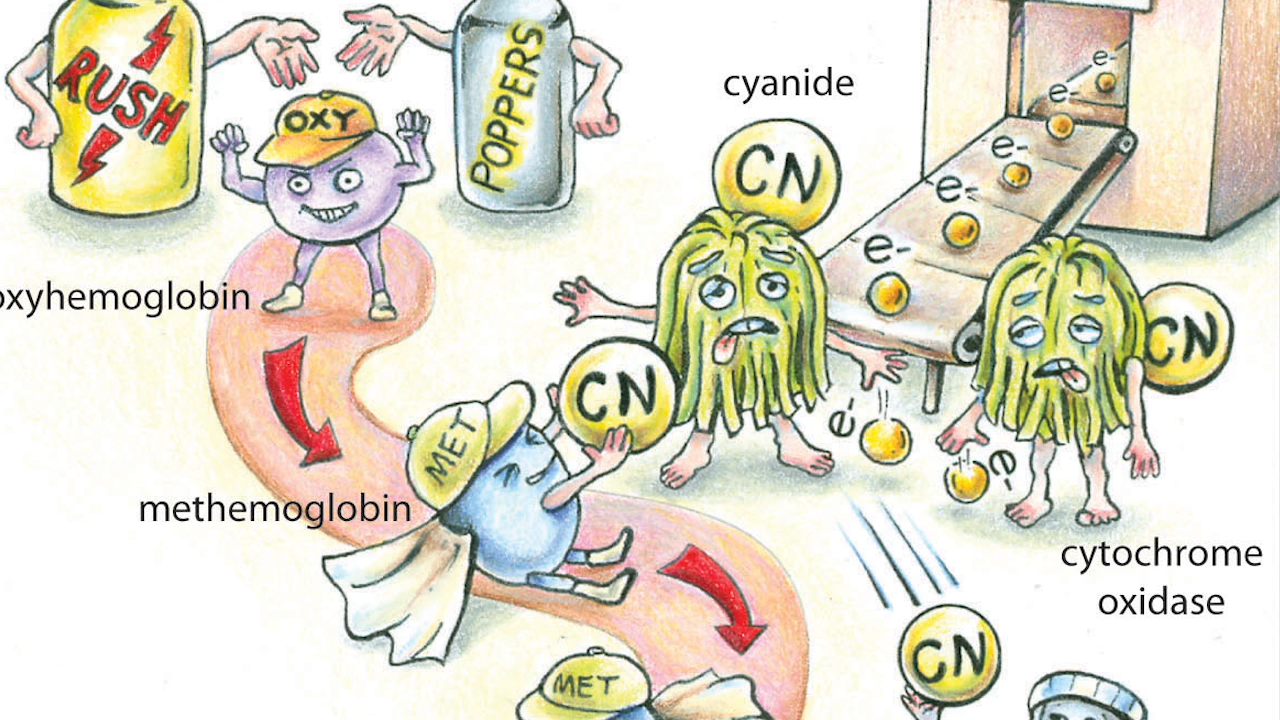 RUSH
POPPERS
OXY
cyanide
CN
e-
e-
e-
e-
e-
oxyhemoglobin
CN
CN
MET
e-
e-
methemoglobin
cytochrome
oxidase
CN
MET